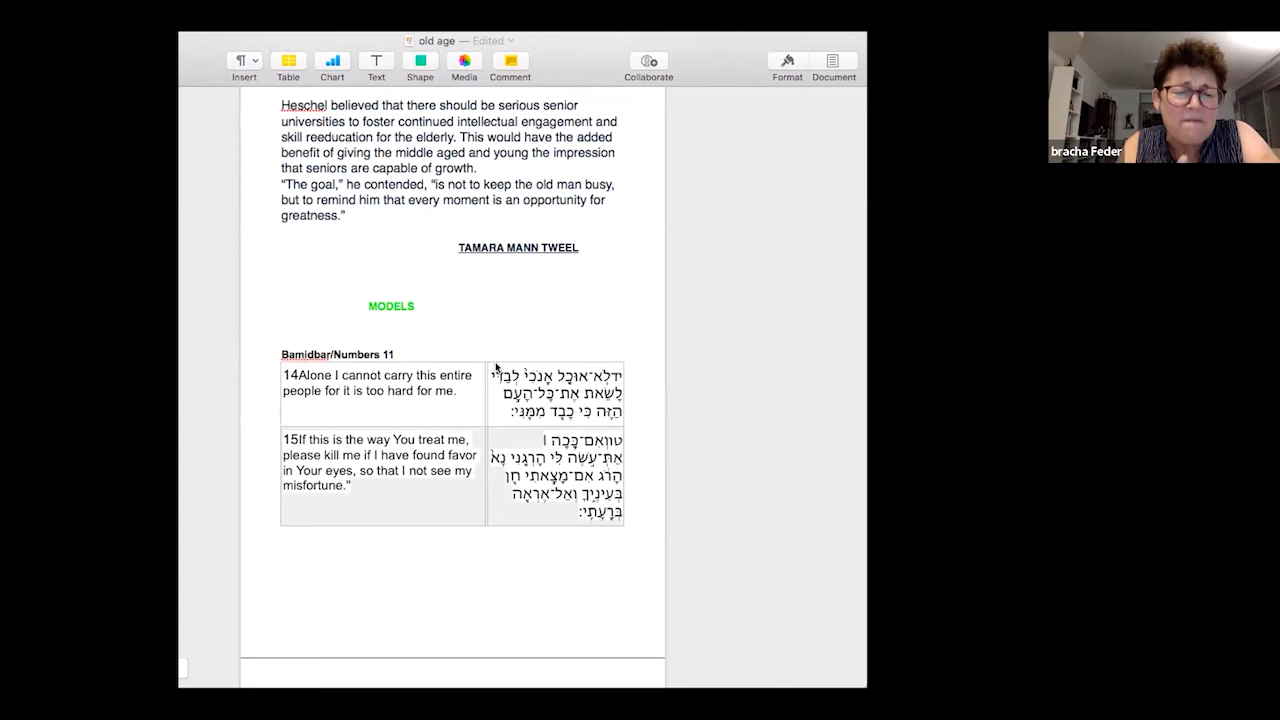 old age — Edited
Insert
Table
Chart
Text
Shape
Media
Comment
Collaborate
Format
Document
Heschel believed that there should be serious senior
universities to foster continued intellectual engagement and
skill reeducation for the elderly. This would have the added
benefit of giving the middle aged and young the impression
that seniors are capable of growth.
“The goal,” he contended, “is not to keep the old man busy,
but to remind him that every moment is an opportunity for
greatness.”
TAMARA MANN TWEEL
MODELS
Bamidbar/Numbers 11
14Alone I cannot carry this entire
people for it is too hard for me.
ידלֹא־אוּכַ֤ל אָנֹכִי֙ לְבַדִּ֔י
לָשֵׂ֖את אֶת־כָּל־הָעָ֣ם
הַזֶּ֑ה כִּ֥י כָבֵ֖ד מִמֶּֽנִּי:
15If this is the way You treat me,
please kill me if I have found favor
in Your eyes, so that I not see my
misfortune."
טווְאִם־כָּ֣כָה |
אַתְּ־עֹ֣שֶׂה לִּ֗י הָרְגֵ֤נִי נָא֙
הָרֹ֔ג אִם־מָצָ֥אתִי חֵ֖ן
בְּעֵינֶ֑יךָ וְאַל־אֶרְאֶ֖ה
בְּרָעָתִֽי:
bracha Feder